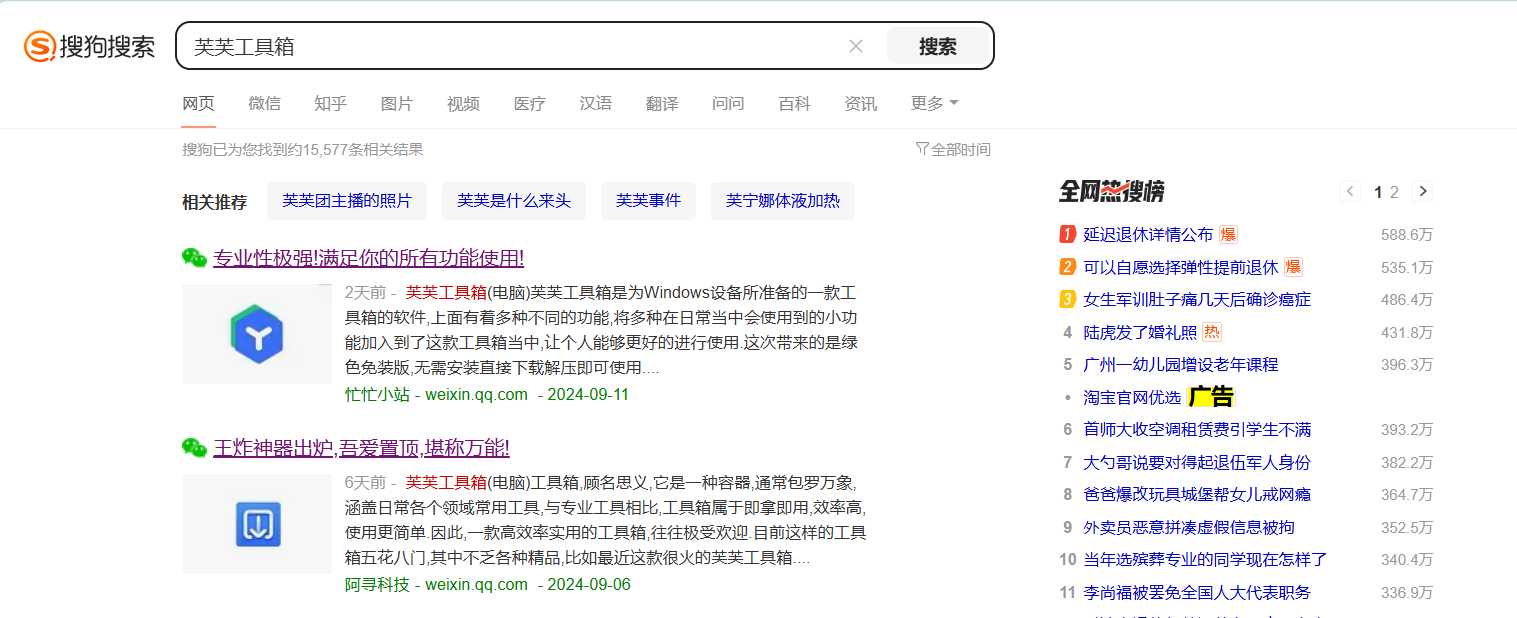 搜狗搜索
芙芙工具箱
搜索
网页 微信 知乎 图片 视频 医疗 汉语 翻译 问问 百科 资讯 更多
搜狗已为您找到约15,577条相关结果
全部时间
相关推荐 芙芙团主播的照片 芙芙是什么来头 芙芙事件 芙宁娜体液加热
专业性极强!满足你的所有功能使用!
2天前 - 芙芙工具箱(电脑)芙芙工具箱是为Windows设备所准备的一款工
具箱的软件,上面有着多种不同的功能,将多种在日常当中会使用到的小功
能加入到了这款工具箱当中,让个人能够更好的进行使用.这次带来的是绿
色免装版,无需安装直接下载解压即可使用....
忙忙小站 - weixin.qq.com - 2024-09-11
王炸神器出炉,吾爱置顶,堪称万能!
6天前 - 芙芙工具箱(电脑)工具箱,顾名思义,它是一种容器,通常包罗万象,
涵盖日常各个领域常用工具,与专业工具相比,工具箱属于即拿即用,效率高,
使用更简单.因此,一款高效率实用的工具箱,往往极受欢迎.目前这样的工具
箱五花八门,其中不乏各种精品,比如最近这款很火的芙芙工具箱....
阿寻科技 - weixin.qq.com - 2024-09-06
全网热搜榜 < 1 2 >
1 延迟退休详情公布 爆 588.6万
2 可以自愿选择弹性提前退休 爆 535.1万
3 女生军训肚子痛几天后确诊癌症 486.4万
4 陆虎发了婚礼照 热 431.8万
5 广州一幼儿园增设老年课程 396.3万
• 淘宝官网优选 广告
6 首师大收空调租赁费引学生不满 393.2万
7 大勺哥说要对得起退伍军人身份 382.2万
8 爸爸爆改玩具城堡帮女儿戒网瘾 364.7万
9 外卖员恶意拼凑虚假信息被拘 352.5万
10 当年选殡葬专业的同学现在怎样了 340.4万
11 李尚福被罢免全国人大代表职务 336.9万